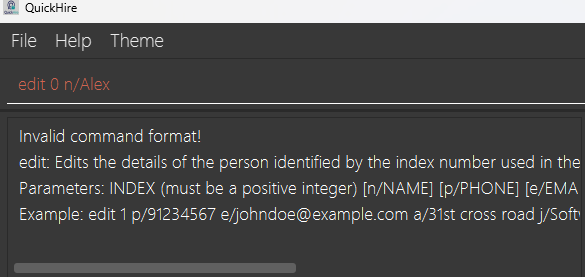 QuickHire
File Help Theme
edit 0 n/Alex
Invalid command format!
edit: Edits the details of the person identified by the index number used in the
Parameters: INDEX (must be a positive integer) [n/NAME] [p/PHONE] [e/EMA
Example: edit 1 p/91234567 e/johndoe@example.com a/31st cross road j/Softw